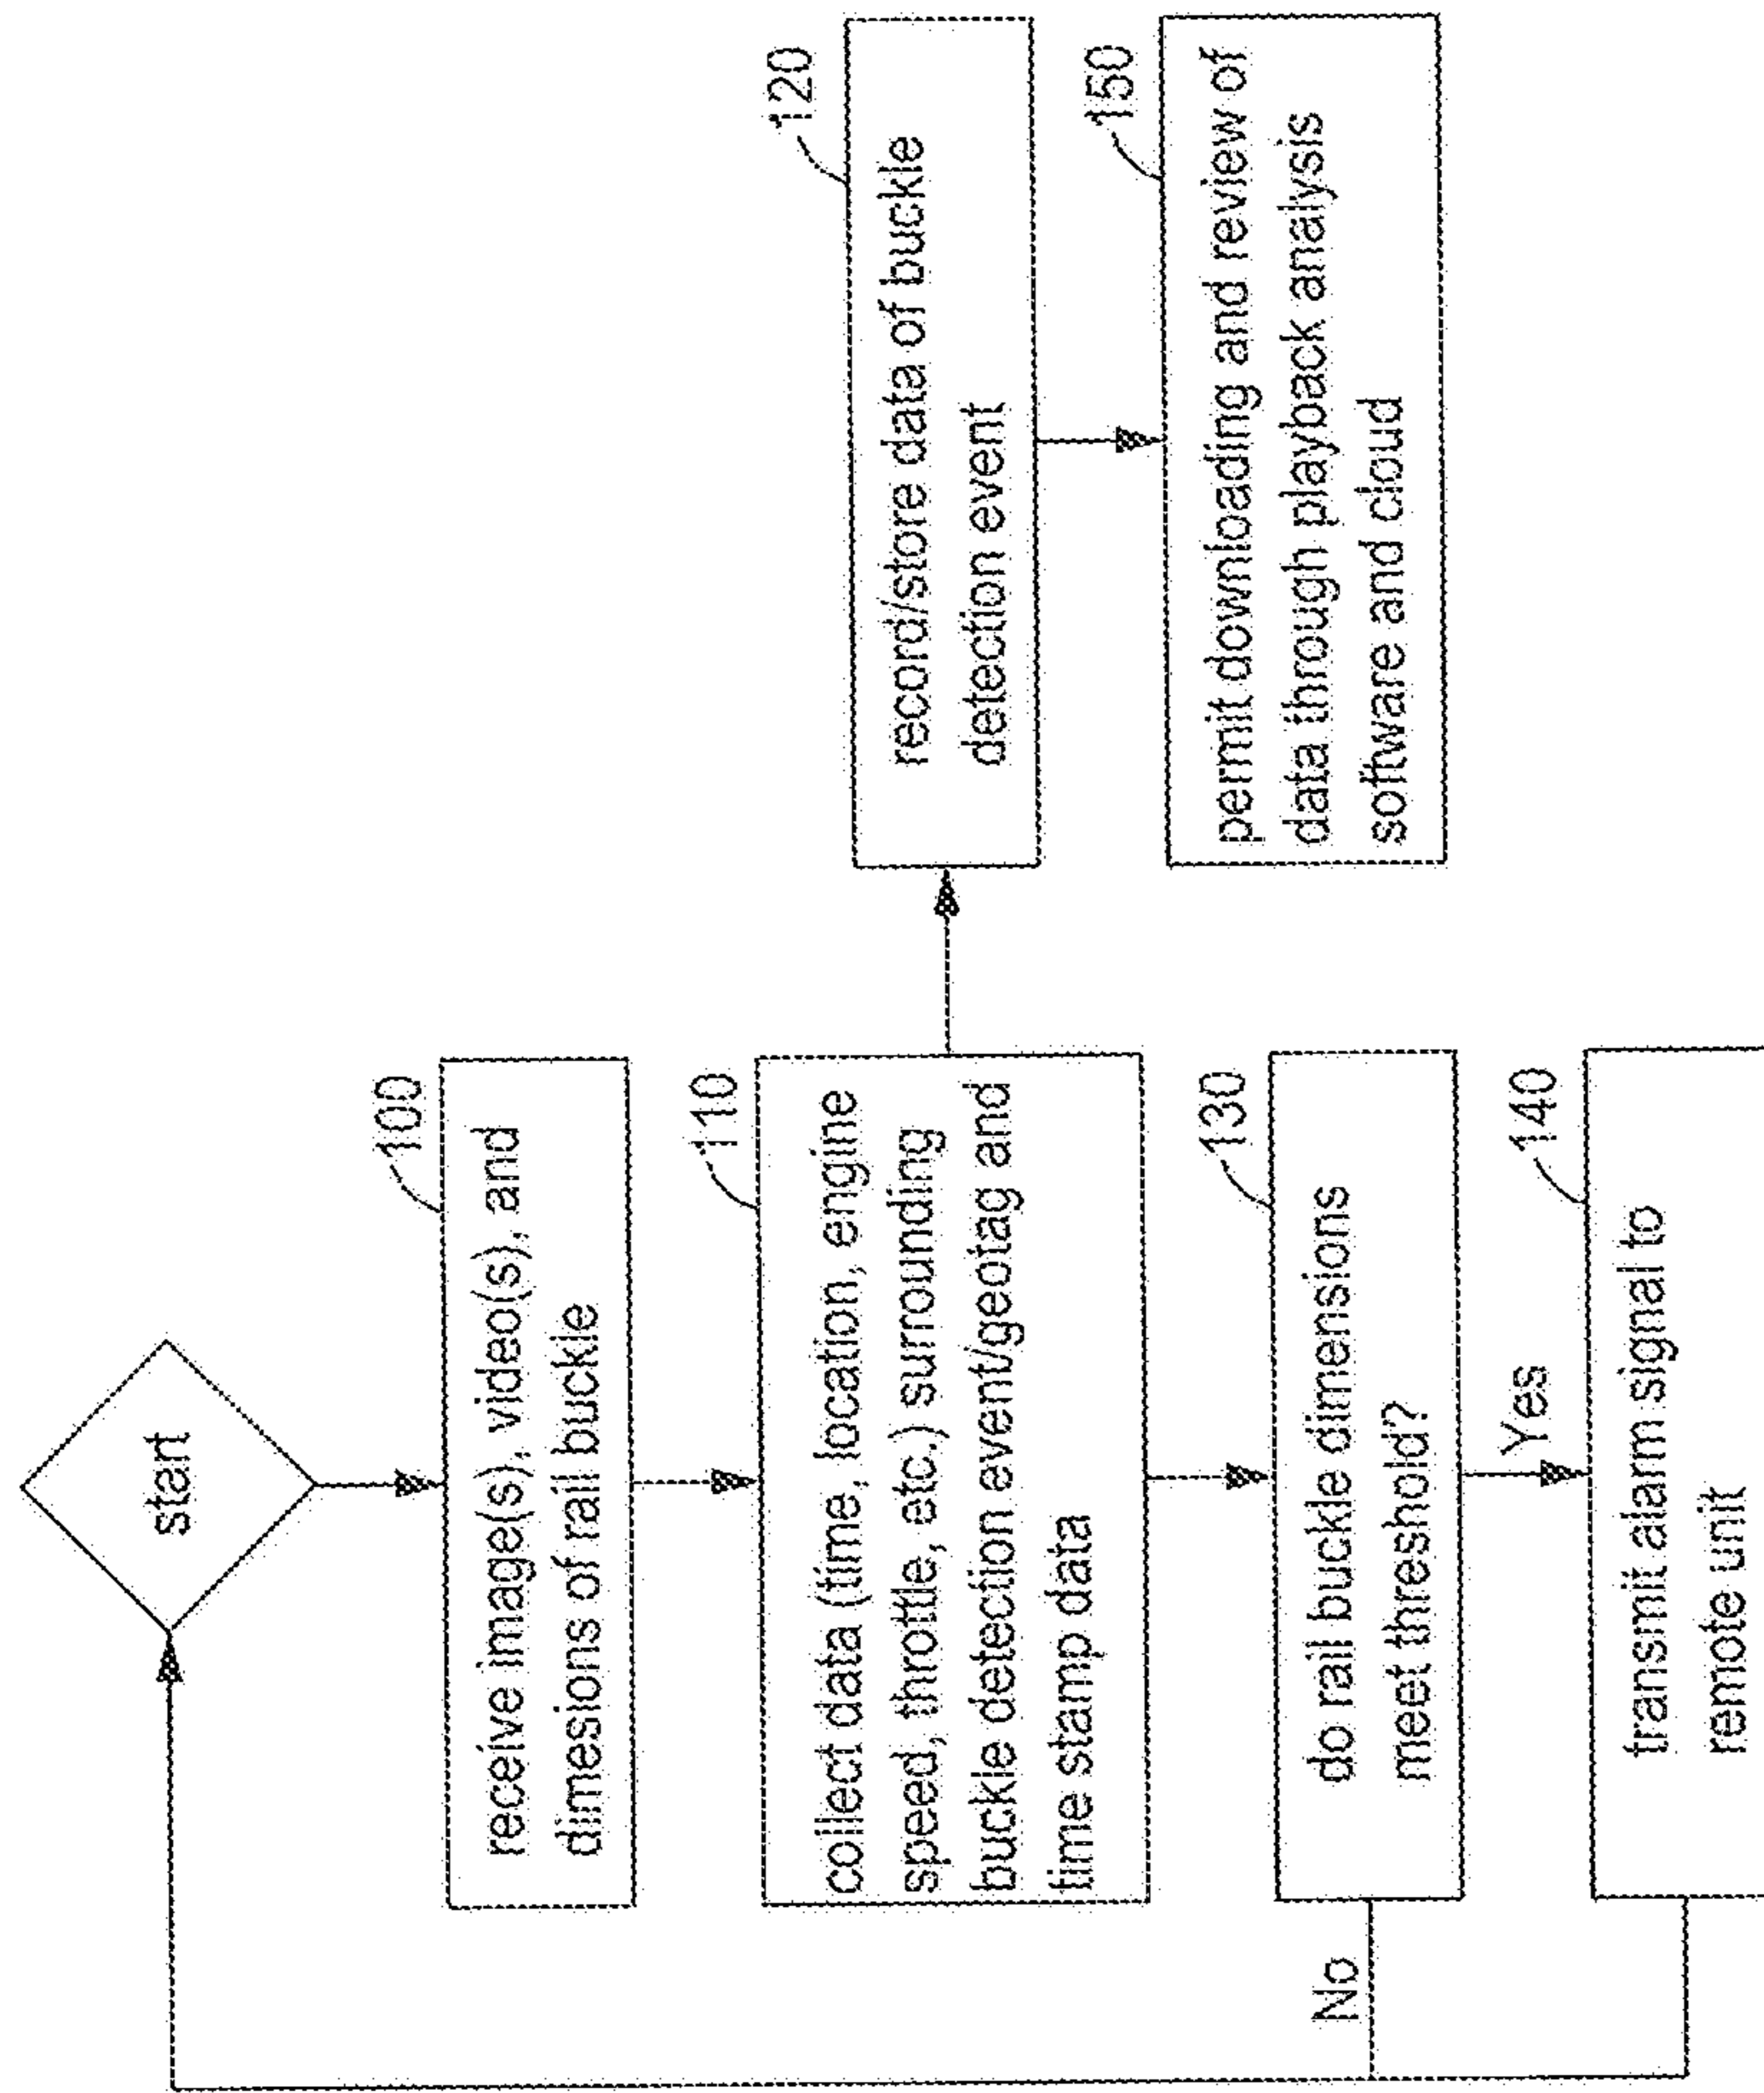 start
100
receive image(s), video(s), and
dimesions of rail buckle
110
collect data (time, location, engine
speed, throttle, etc.) surrounding
buckle detection event/geotag and
time stamp data
120
record/store data of buckle
detection event
150
permit downloading and review of
data through playback analysis
software and cloud
130
do rail buckle dimensions
meet threshold?
No
Yes
140
transmit alarm signal to
remote unit